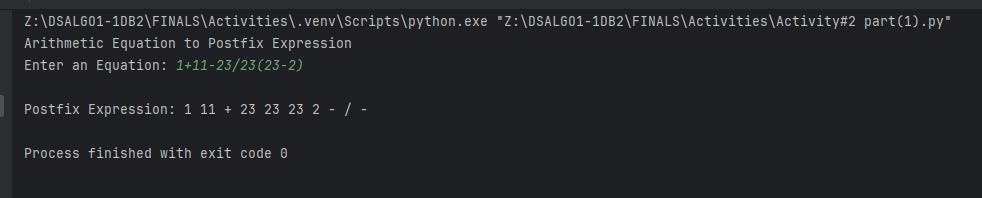 Z:\DSALGO1-1DB2\FINALS\Activities\.venv\Scripts\python.exe "Z:\DSALGO1-1DB2\FINALS\Activities\Activity#2 part(1).py"
Arithmetic Equation to Postfix Expression
Enter an Equation: 1+11-23/23(23-2)
Postfix Expression: 1 11 + 23 23 23 2 - / -
Process finished with exit code 0